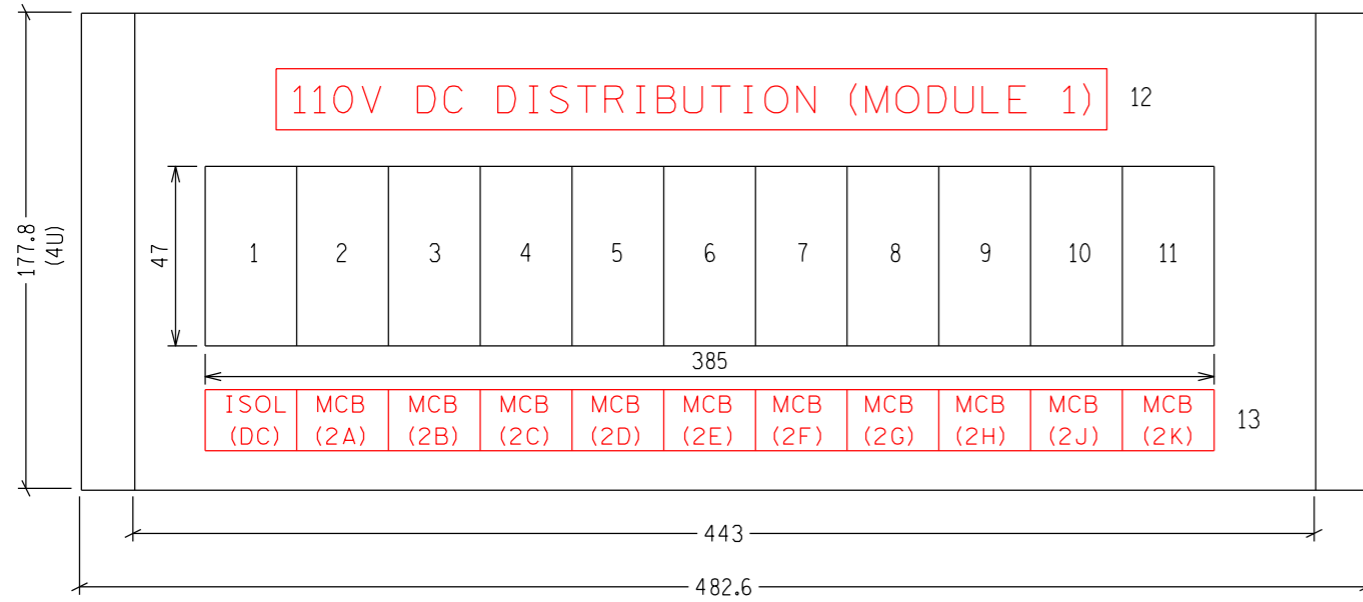 110V DC DISTRIBUTION (MODULE 1)
12
177.8
(4U)
47
1 2 3 4 5 6 7 8 9 10 11
385
ISOL MCB MCB MCB MCB MCB MCB MCB MCB MCB MCB
(DC) (2A) (2B) (2C) (2D) (2E) (2F) (2G) (2H) (2J) (2K)
13
443
482.6